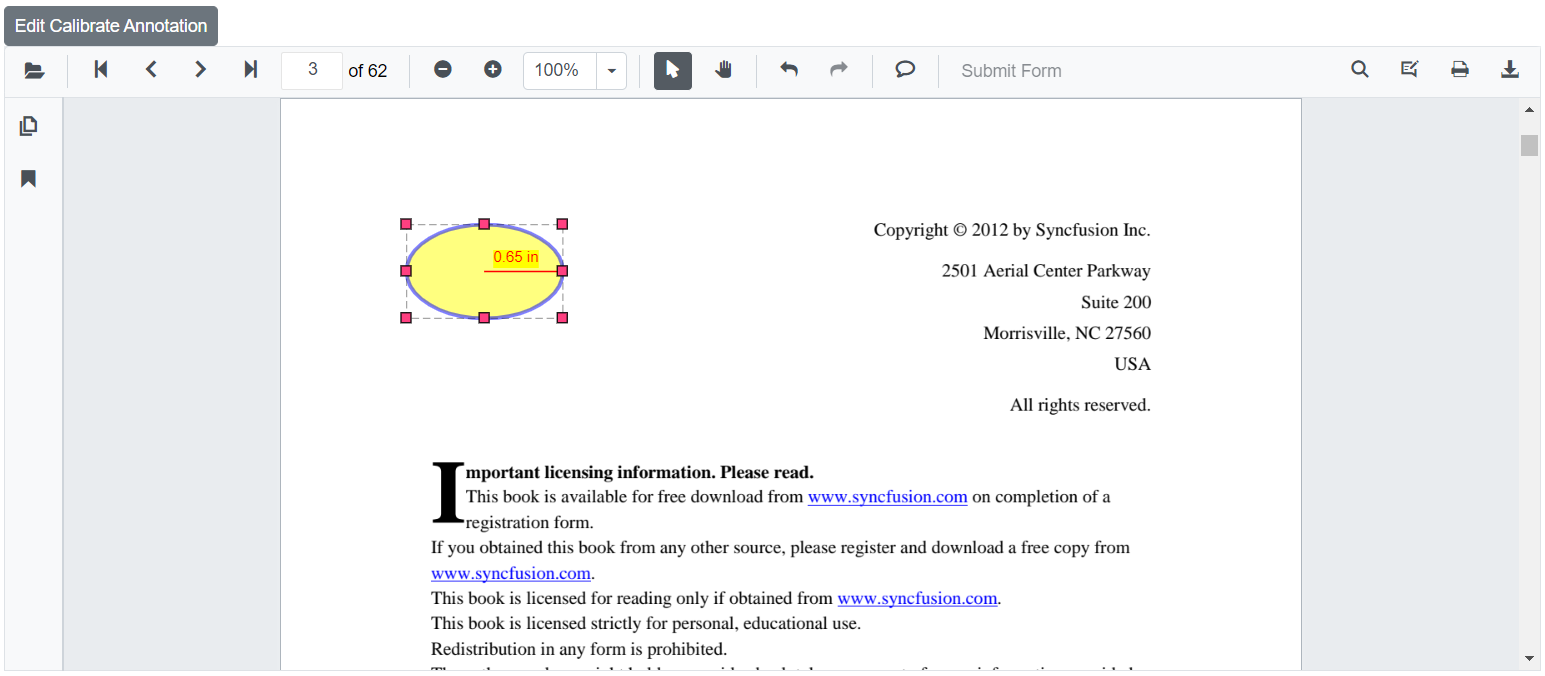 Edit Calibrate Annotation
3 of 62 100% Submit Form
0.65 in
Copyright © 2012 by Syncfusion Inc.
2501 Aerial Center Parkway
Suite 200
Morrisville, NC 27560
USA
All rights reserved.
Important licensing information. Please read.
This book is available for free download from www.syncfusion.com on completion of a
registration form.
If you obtained this book from any other source, please register and download a free copy from
www.syncfusion.com.
This book is licensed for reading only if obtained from www.syncfusion.com.
This book is licensed strictly for personal, educational use.
Redistribution in any form is prohibited.